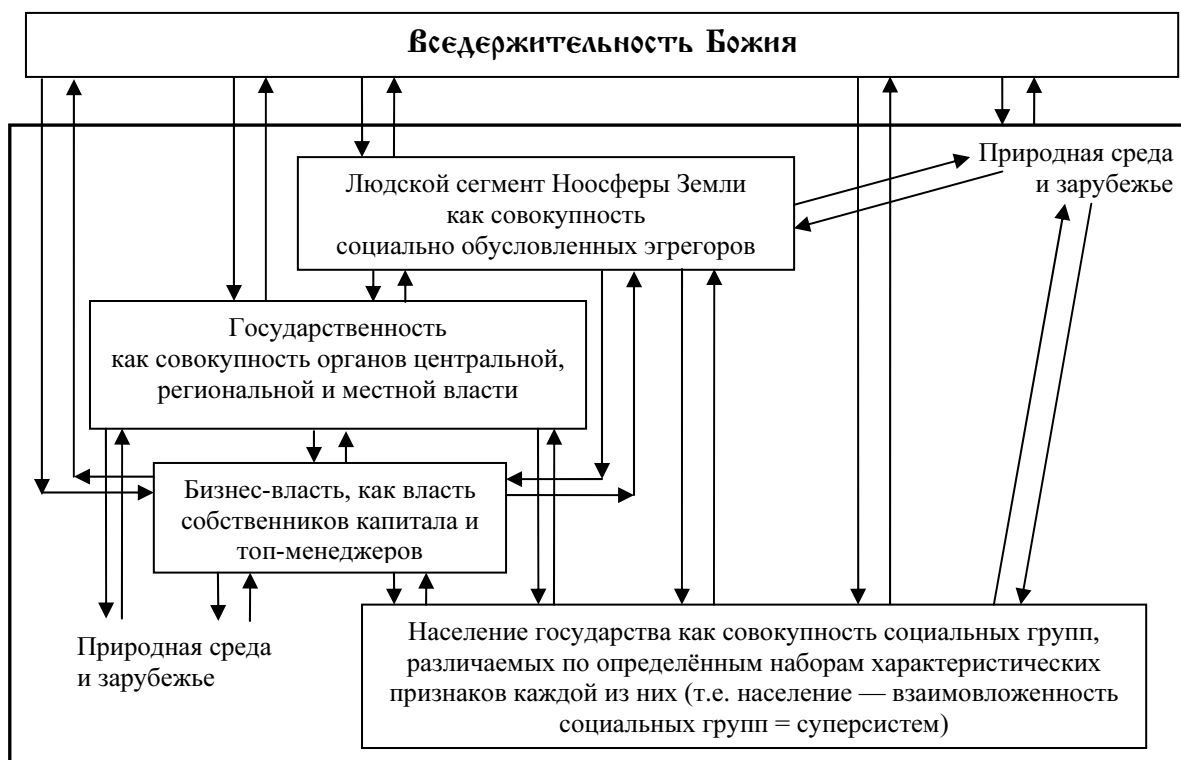 Вседержительность Божия
Природная среда
и зарубежье
Людской сегмент Ноосферы Земли
как совокупность
социально обусловленных эгрегоров
Государственность
как совокупность органов центральной,
региональной и местной власти
Бизнес-власть, как власть
собственников капитала и
топ-менеджеров
Природная среда
и зарубежье
Население государства как совокупность социальных групп,
различаемых по определённым наборам характеристических
признаков каждой из них (т.е. население — взаимовложенность
социальных групп = суперсистем)